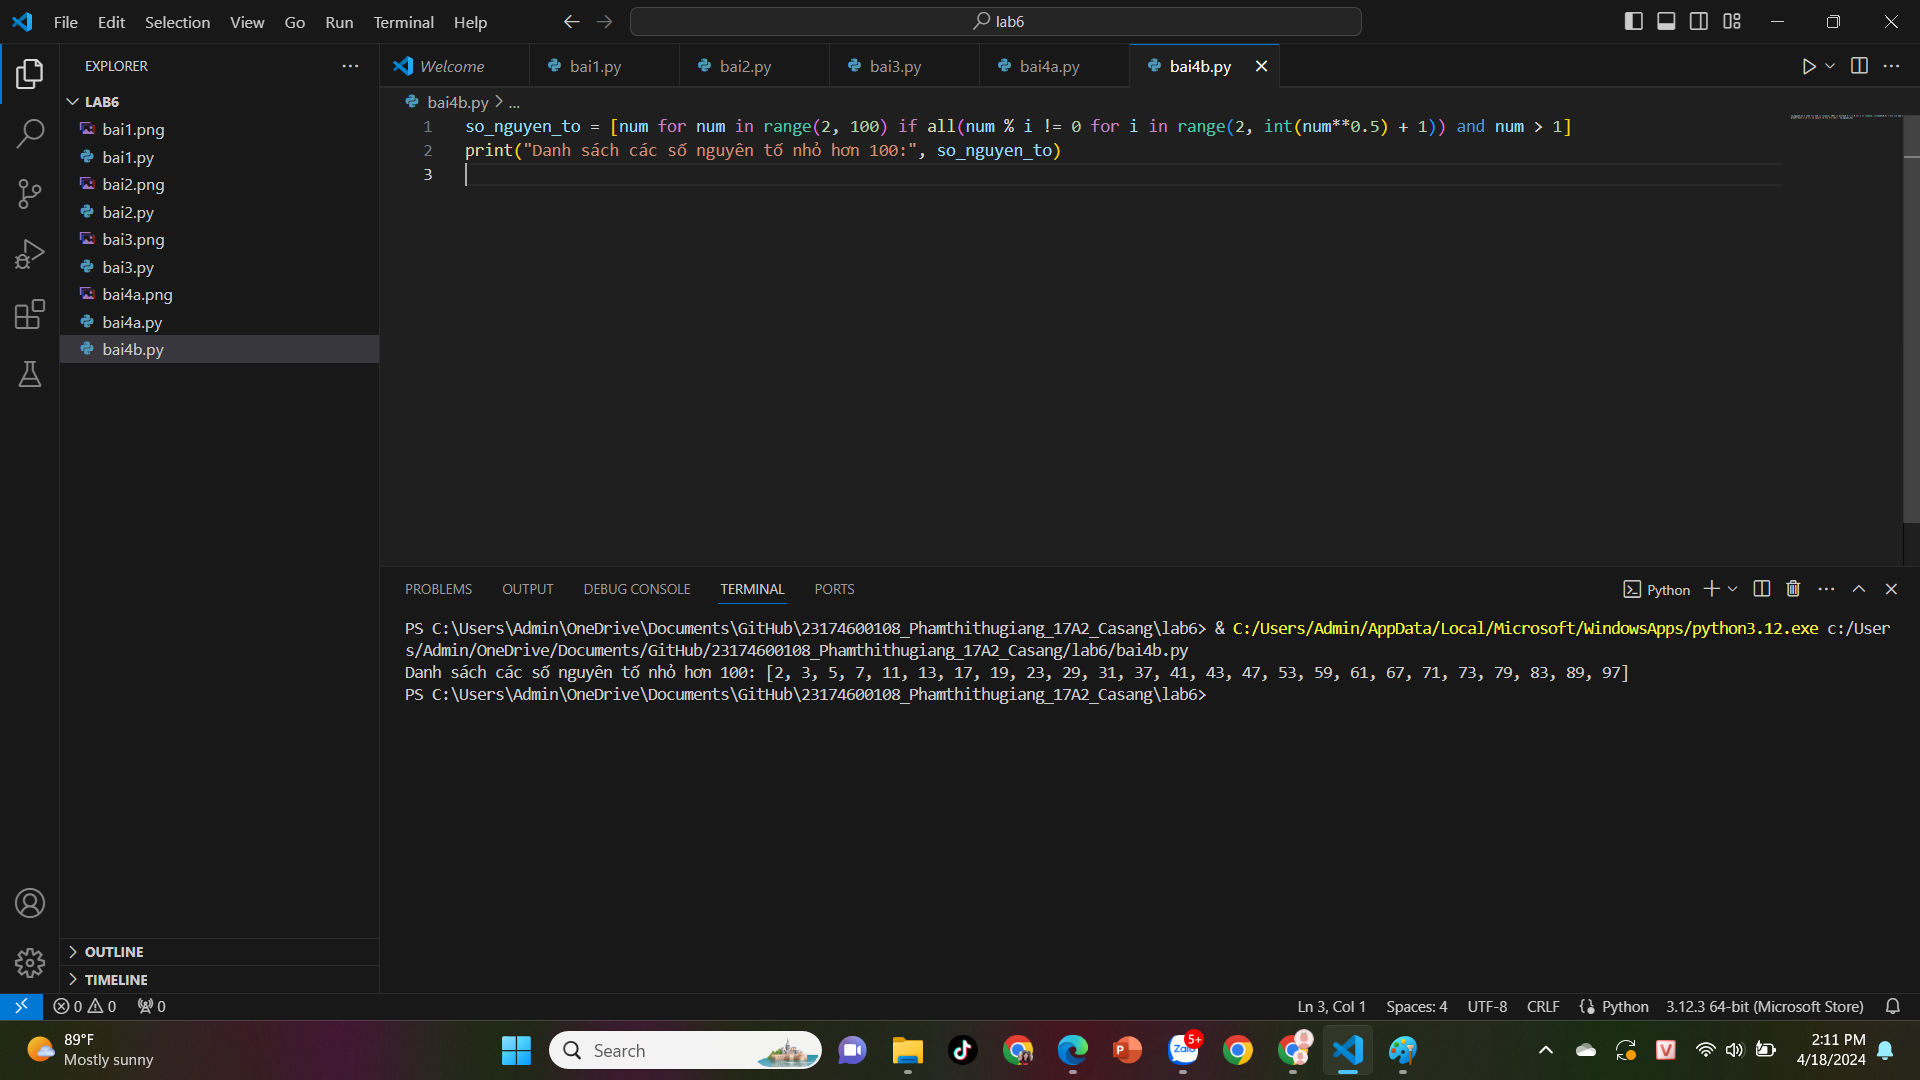 File Edit Selection View Go Run Terminal Help
lab6
EXPLORER
Welcome
bai1.py
bai2.py
bai3.py
bai4a.py
bai4b.py
LAB6
bai1.png
bai1.py
bai2.png
bai2.py
bai3.png
bai3.py
bai4a.png
bai4a.py
bai4b.py
OUTLINE
TIMELINE
bai4b.py > ...
1 so_nguyen_to = [num for num in range(2, 100) if all(num % i != 0 for i in range(2, int(num**0.5) + 1)) and num > 1]
2 print("Danh sách các số nguyên tố nhỏ hơn 100:", so_nguyen_to)
3
PROBLEMS OUTPUT DEBUG CONSOLE TERMINAL PORTS
Python
PS C:\Users\Admin\OneDrive\Documents\GitHub\23174600108_Phamthithugiang_17A2_Casang\lab6> & C:/Users/Admin/AppData/Local/Microsoft/WindowsApps/python3.12.exe c:/User
s/Admin/OneDrive/Documents/GitHub/23174600108_Phamthithugiang_17A2_Casang/lab6/bai4b.py
Danh sách các số nguyên tố nhỏ hơn 100: [2, 3, 5, 7, 11, 13, 17, 19, 23, 29, 31, 37, 41, 43, 47, 53, 59, 61, 67, 71, 73, 79, 83, 89, 97]
PS C:\Users\Admin\OneDrive\Documents\GitHub\23174600108_Phamthithugiang_17A2_Casang\lab6>
0 0 0
Ln 3, Col 1 Spaces: 4 UTF-8 CRLF Python 3.12.3 64-bit (Microsoft Store)
89°F
Mostly sunny
Search
Zalo
5+
P
V
2:11 PM
4/18/2024